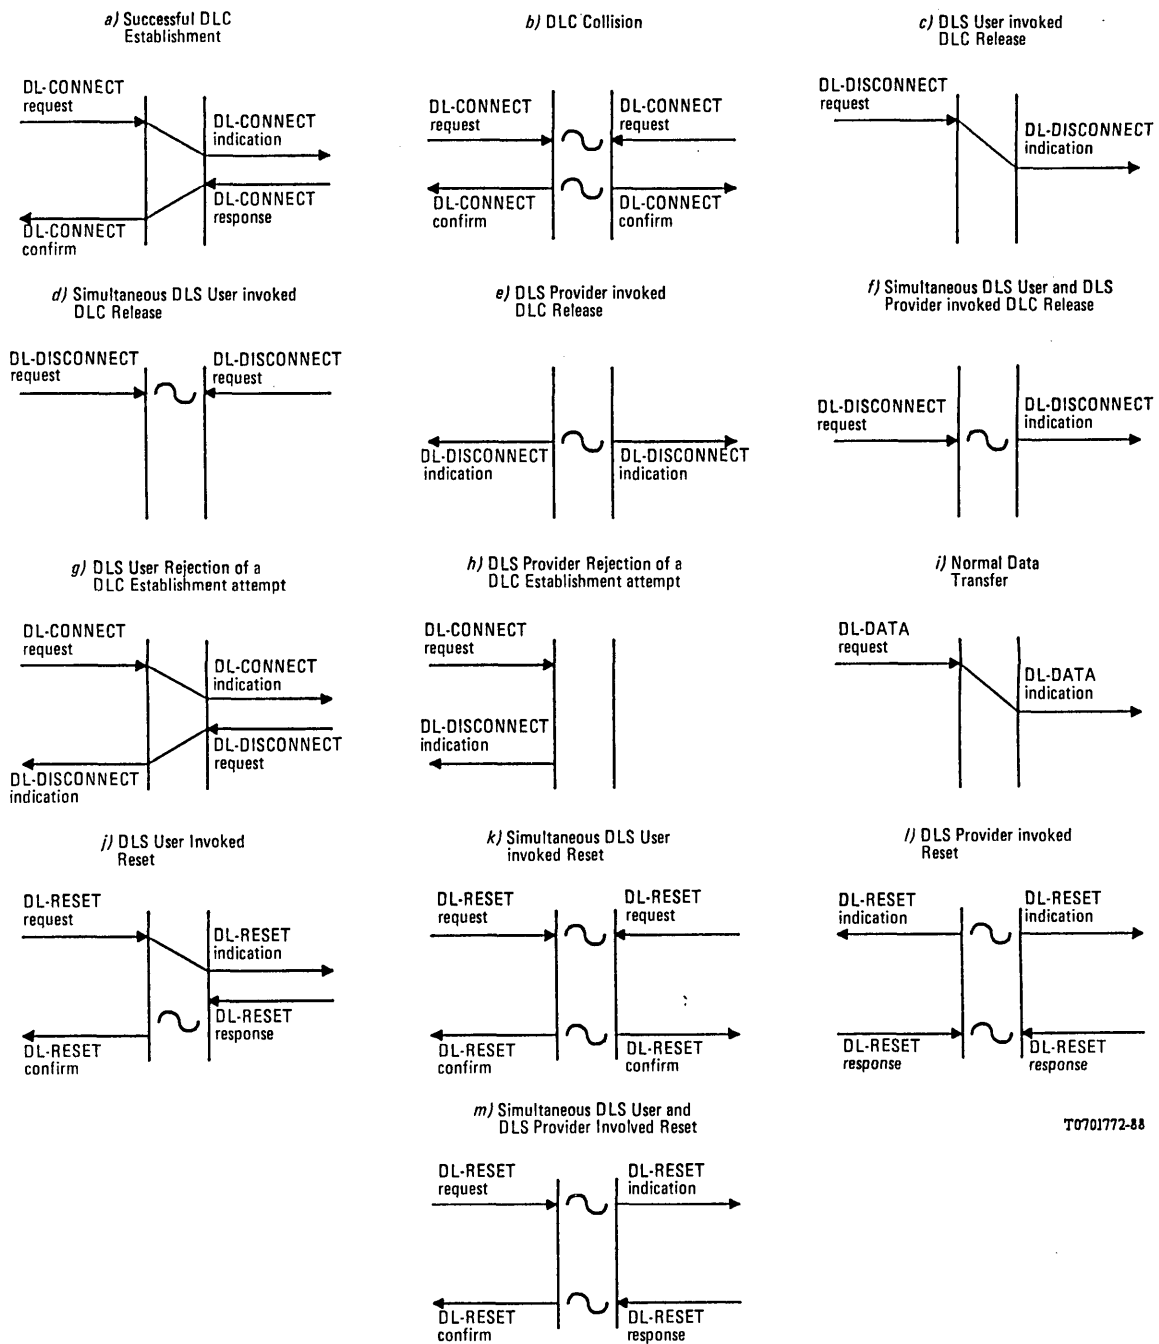 a) Successful DLC
Establishment
DL-CONNECT
request
DL-CONNECT
indication
DL-CONNECT
response
DL-CONNECT
confirm
b) DLC Collision
DL-CONNECT
request
DL-CONNECT
request
DL-CONNECT
confirm
DL-CONNECT
confirm
c) DLS User invoked
DLC Release
DL-DISCONNECT
request
DL-DISCONNECT
indication
d) Simultaneous DLS User invoked
DLC Release
DL-DISCONNECT
request
DL-DISCONNECT
request
e) DLS Provider invoked
DLC Release
DL-DISCONNECT
indication
DL-DISCONNECT
indication
f) Simultaneous DLS User and DLS
Provider invoked DLC Release
DL-DISCONNECT
request
DL-DISCONNECT
indication
g) DLS User Rejection of a
DLC Establishment attempt
DL-CONNECT
request
DL-CONNECT
indication
DL-DISCONNECT
request
DL-DISCONNECT
indication
h) DLS Provider Rejection of a
DLC Establishment attempt
DL-CONNECT
request
DL-DISCONNECT
indication
i) Normal Data
Transfer
DL-DATA
request
DL-DATA
indication
j) DLS User Invoked
Reset
DL-RESET
request
DL-RESET
indication
DL-RESET
response
DL-RESET
confirm
k) Simultaneous DLS User
invoked Reset
DL-RESET
request
DL-RESET
request
DL-RESET
confirm
DL-RESET
confirm
l) DLS Provider invoked
Reset
DL-RESET
indication
DL-RESET
indication
DL-RESET
response
DL-RESET
response
m) Simultaneous DLS User and
DLS Provider Involved Reset
DL-RESET
request
DL-RESET
indication
DL-RESET
confirm
DL-RESET
response
T0701772-88